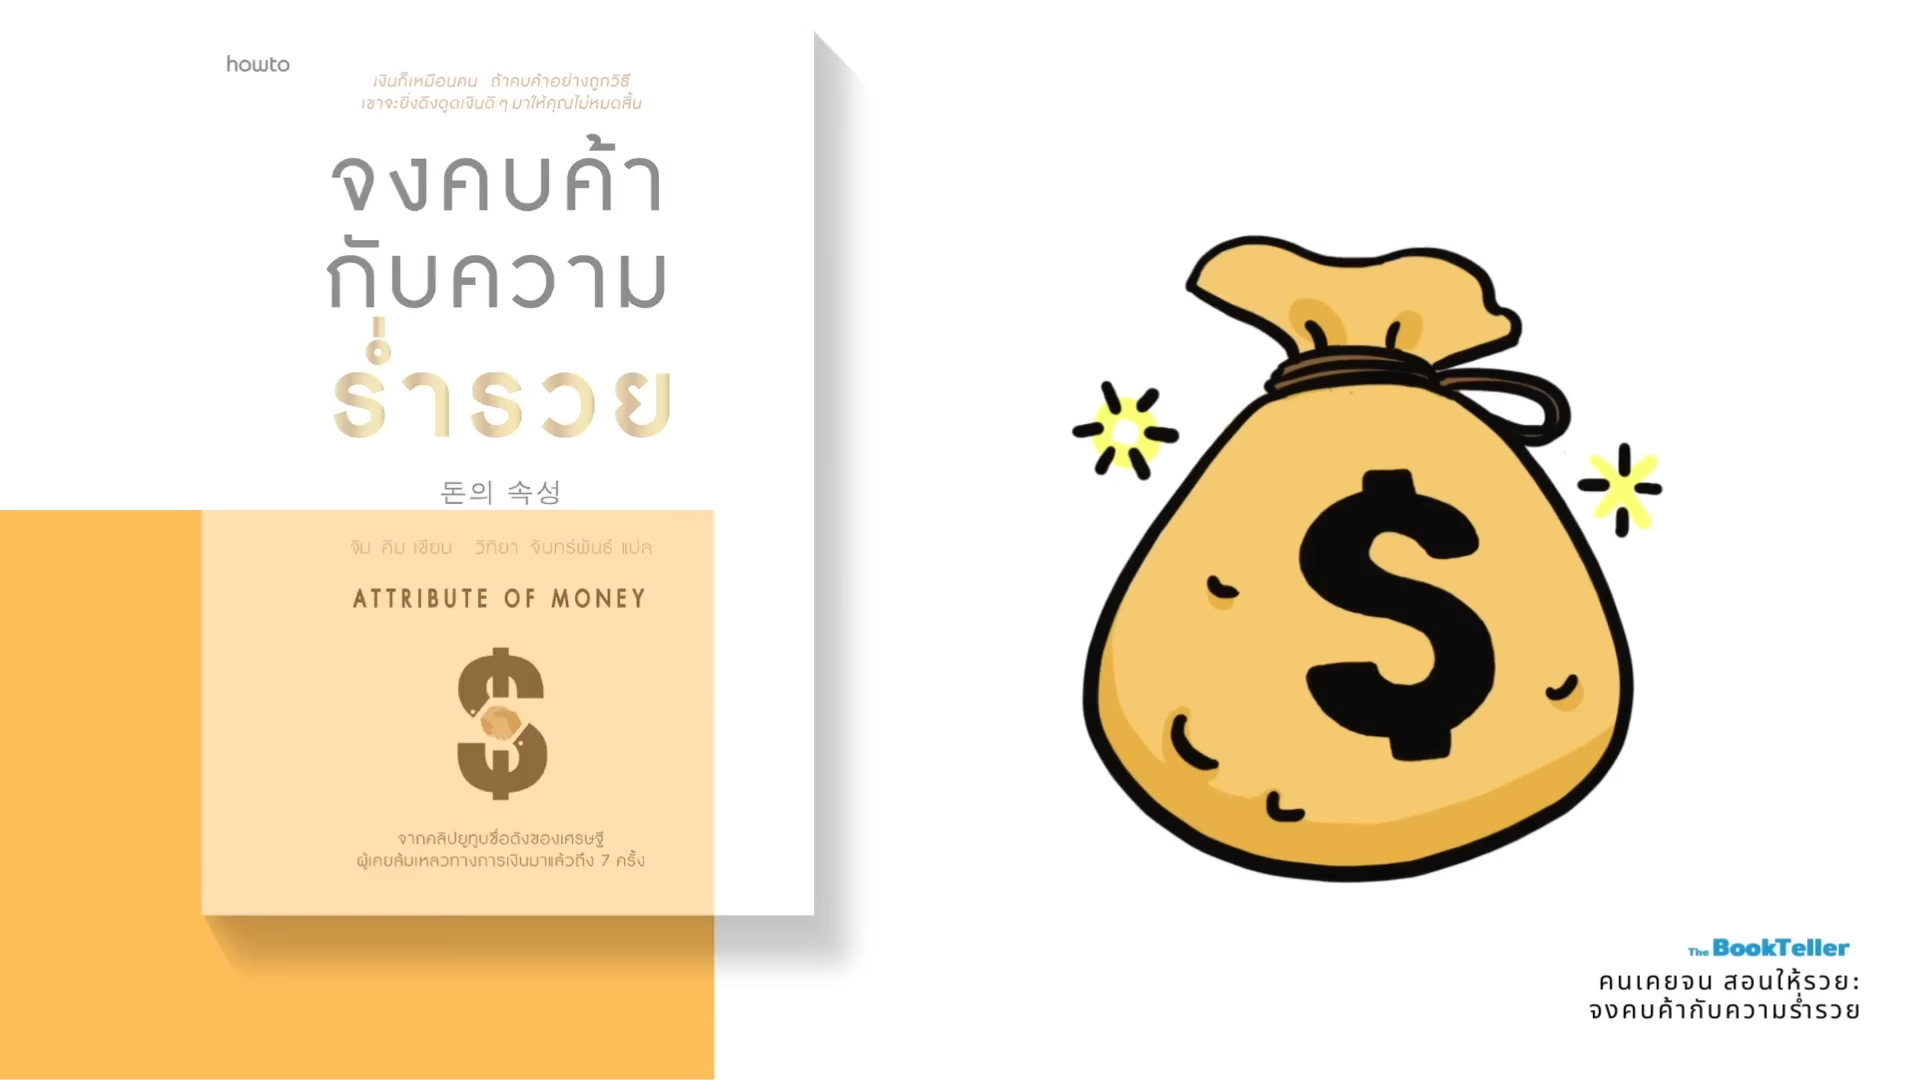 howto
เงินก็เหมือนคน ถ้าคบค้าอย่างถูกวิธี
เขาจะยิ่งดึงดูดเงินดี ๆ มาให้คุณไม่หมดสิ้น
จงคบค้า
กับความ
ร่ำรวย
돈의 속성
จิม คิม เขียน วิทิยา จันทร์พันธ์ แปล
ATTRIBUTE OF MONEY
จากคลิปยูทูบชื่อดังของเศรษฐี
ผู้เคยล้มเหลวทางการเงินมาแล้วถึง 7 ครั้ง
$
The BookTeller
คนเคยจน สอนให้รวย:
จงคบค้ากับความร่ำรวย